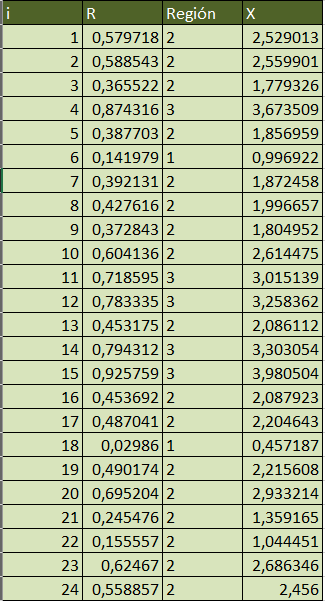 i R Región X
1 0,579718 2 2,529013
2 0,588543 2 2,559901
3 0,365522 2 1,779326
4 0,874316 3 3,673509
5 0,387703 2 1,856959
6 0,141979 1 0,996922
7 0,392131 2 1,872458
8 0,427616 2 1,996657
9 0,372843 2 1,804952
10 0,604136 2 2,614475
11 0,718595 3 3,015139
12 0,783335 3 3,258362
13 0,453175 2 2,086112
14 0,794312 3 3,303054
15 0,925759 3 3,980504
16 0,453692 2 2,087923
17 0,487041 2 2,204643
18 0,02986 1 0,457187
19 0,490174 2 2,215608
20 0,695204 2 2,933214
21 0,245476 2 1,359165
22 0,155557 2 1,044451
23 0,62467 2 2,686346
24 0,558857 2 2,456